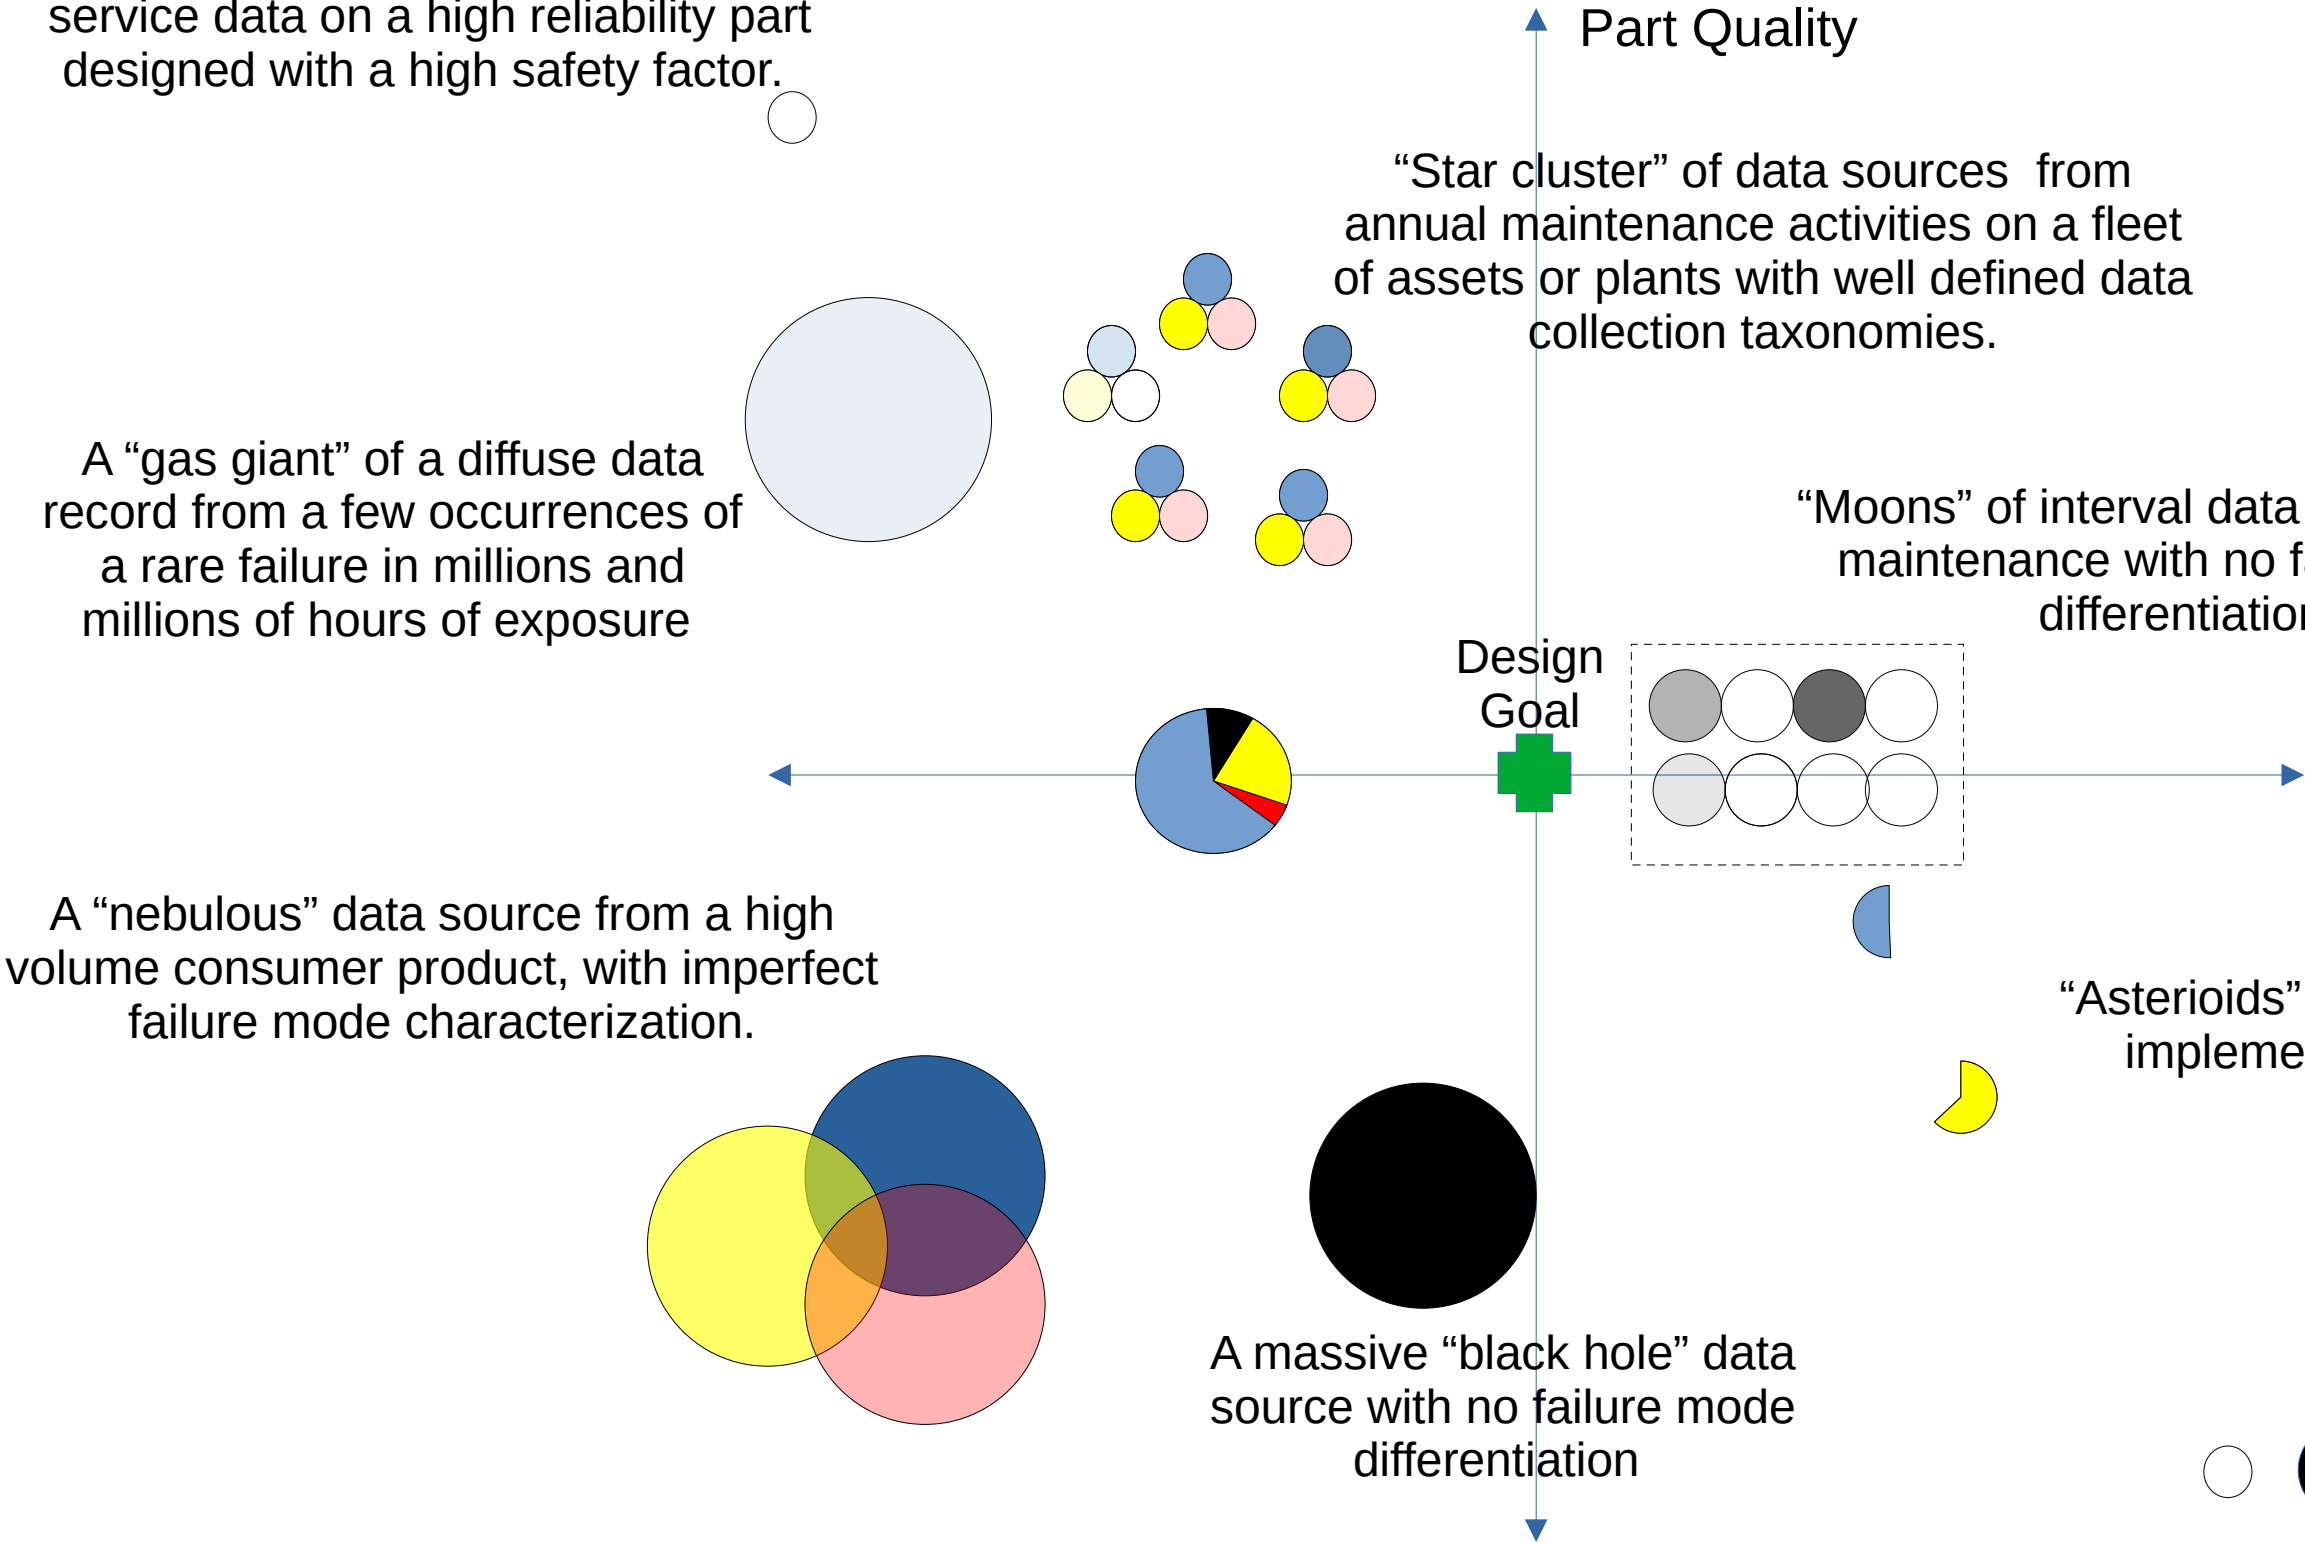 service data on a high reliability part
designed with a high safety factor.
Part Quality
“Star cluster” of data sources  from
annual maintenance activities on a fleet
of assets or plants with well defined data
collection taxonomies.
A “gas giant” of a diffuse data
record from a few occurrences of
a rare failure in millions and
millions of hours of exposure
“Moons” of interval data
maintenance with no
differentiation
Design
Goal
A “nebulous” data source from a high
volume consumer product, with imperfect
failure mode characterization.
“Asterioids”
impleme
A massive “black hole” data
source with no failure mode
differentiation